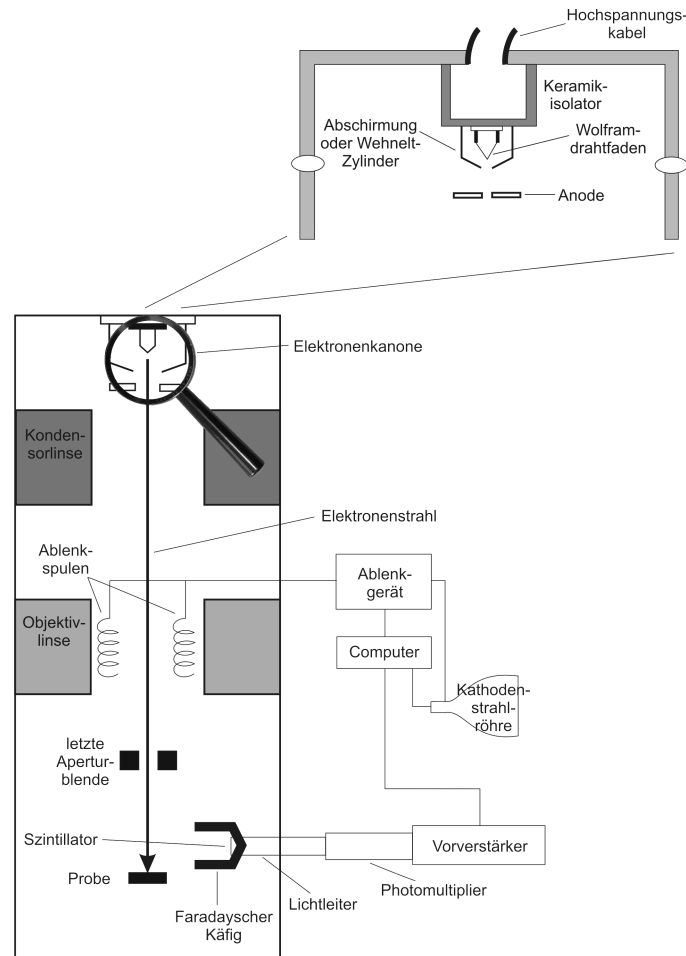 Hochspannungs-
kabel
Keramik-
isolator
Abschirmung
oder Wehnelt-
Zylinder
Wolfram-
drahtfaden
Anode
Elektronenkanone
Konden-
sorlinse
Elektronenstrahl
Ablenk-
spulen
Ablenk-
gerät
Objektiv-
linse
Computer
Kathoden-
strahl-
röhre
letzte
Apertur-
blende
Szintillator
Vorverstärker
Probe
Photomultiplier
Lichtleiter
Faradayscher
Käfig